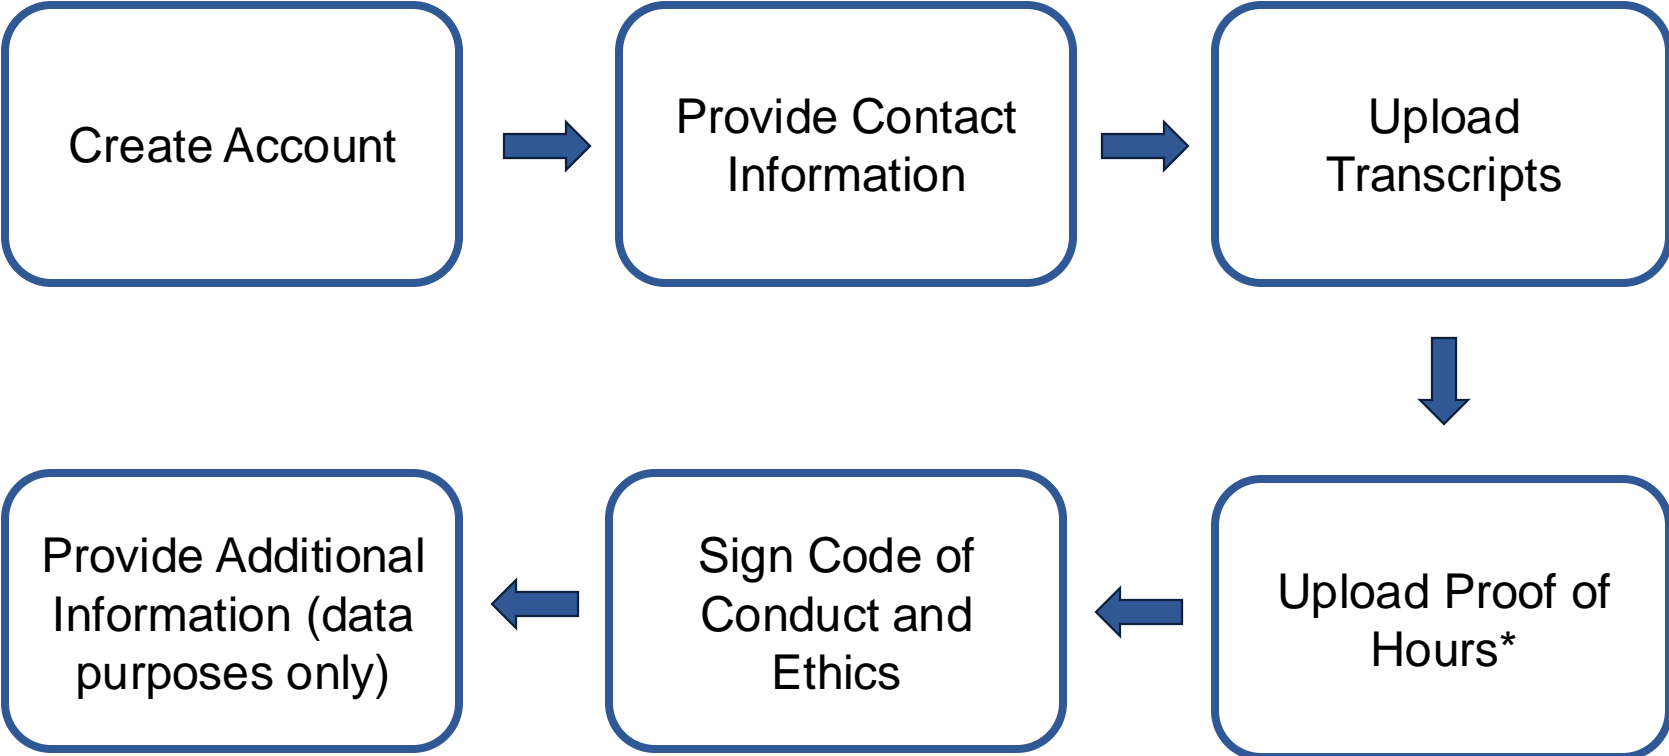 Create Account
Provide Contact
Information
Upload
Transcripts
Upload Proof of
Hours*
Sign Code of
Conduct and
Ethics
Provide Additional
Information (data
purposes only)